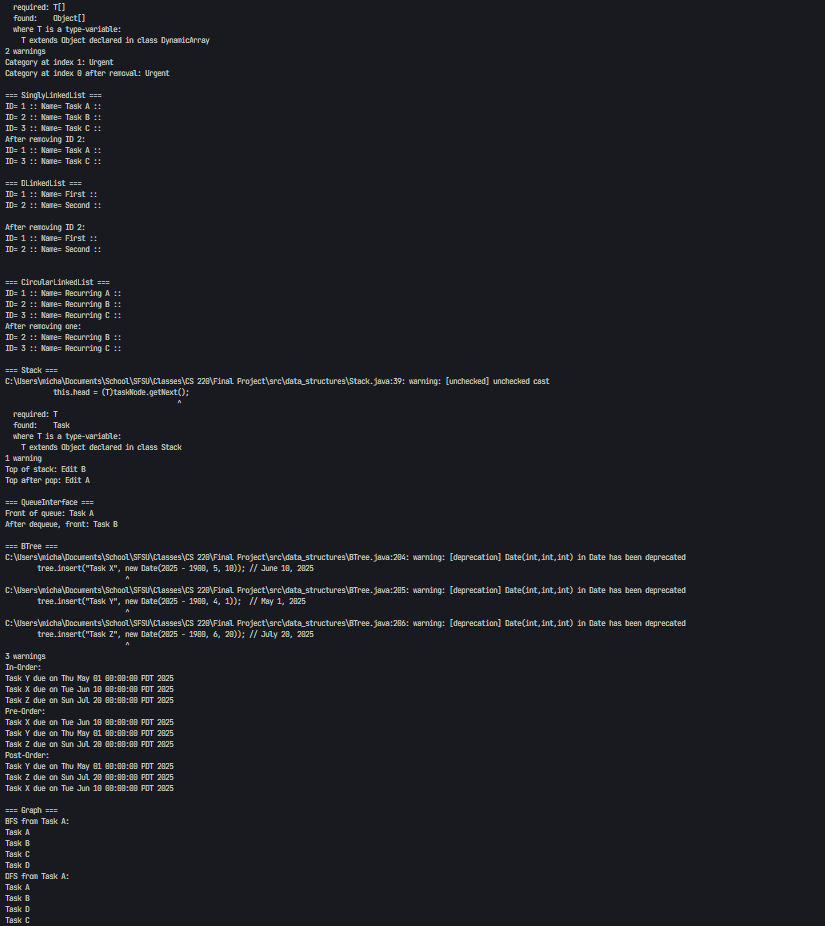 required: T[]
found:    Object[]
where T is a type-variable:
T extends Object declared in class DynamicArray
2 warnings
Category at index 1: Urgent
Category at index 0 after removal: Urgent
=== SinglyLinkedList ===
ID= 1 :: Name= Task A ::
ID= 2 :: Name= Task B ::
ID= 3 :: Name= Task C ::
After removing ID 2:
ID= 1 :: Name= Task A ::
ID= 3 :: Name= Task C ::
=== DLinkedList ===
ID= 1 :: Name= First ::
ID= 2 :: Name= Second ::
After removing ID 2:
ID= 1 :: Name= First ::
ID= 2 :: Name= Second ::
=== CircularLinkedList ===
ID= 1 :: Name= Recurring A ::
ID= 2 :: Name= Recurring B ::
ID= 3 :: Name= Recurring C ::
After removing one:
ID= 2 :: Name= Recurring B ::
ID= 3 :: Name= Recurring C ::
=== Stack ===
C:\Users\micha\Documents\School\SFSU\Classes\CS 220\Final Project\src\data_structures\Stack.java:39: warning: [unchecked] unchecked cast
this.head = (T)taskNode.getNext();
^
required: T
found:    Task
where T is a type-variable:
T extends Object declared in class Stack
1 warning
Top of stack: Edit B
Top after pop: Edit A
=== QueueInterface ===
Front of queue: Task A
After dequeue, front: Task B
=== BTree ===
C:\Users\micha\Documents\School\SFSU\Classes\CS 220\Final Project\src\data_structures\BTree.java:204: warning: [deprecation] Date(int,int,int) in Date has been deprecated
tree.insert("Task X", new Date(2025 - 1900, 5, 10)); // June 10, 2025
^
C:\Users\micha\Documents\School\SFSU\Classes\CS 220\Final Project\src\data_structures\BTree.java:205: warning: [deprecation] Date(int,int,int) in Date has been deprecated
tree.insert("Task Y", new Date(2025 - 1900, 4, 1));  // May 1, 2025
^
C:\Users\micha\Documents\School\SFSU\Classes\CS 220\Final Project\src\data_structures\BTree.java:206: warning: [deprecation] Date(int,int,int) in Date has been deprecated
tree.insert("Task Z", new Date(2025 - 1900, 6, 20)); // July 20, 2025
^
3 warnings
In-Order:
Task Y due on Thu May 01 00:00:00 PDT 2025
Task X due on Tue Jun 10 00:00:00 PDT 2025
Task Z due on Sun Jul 20 00:00:00 PDT 2025
Pre-Order:
Task X due on Tue Jun 10 00:00:00 PDT 2025
Task Y due on Thu May 01 00:00:00 PDT 2025
Task Z due on Sun Jul 20 00:00:00 PDT 2025
Post-Order:
Task Y due on Thu May 01 00:00:00 PDT 2025
Task Z due on Sun Jul 20 00:00:00 PDT 2025
Task X due on Tue Jun 10 00:00:00 PDT 2025
=== Graph ===
BFS from Task A:
Task A
Task B
Task C
Task D
DFS from Task A:
Task A
Task B
Task D
Task C